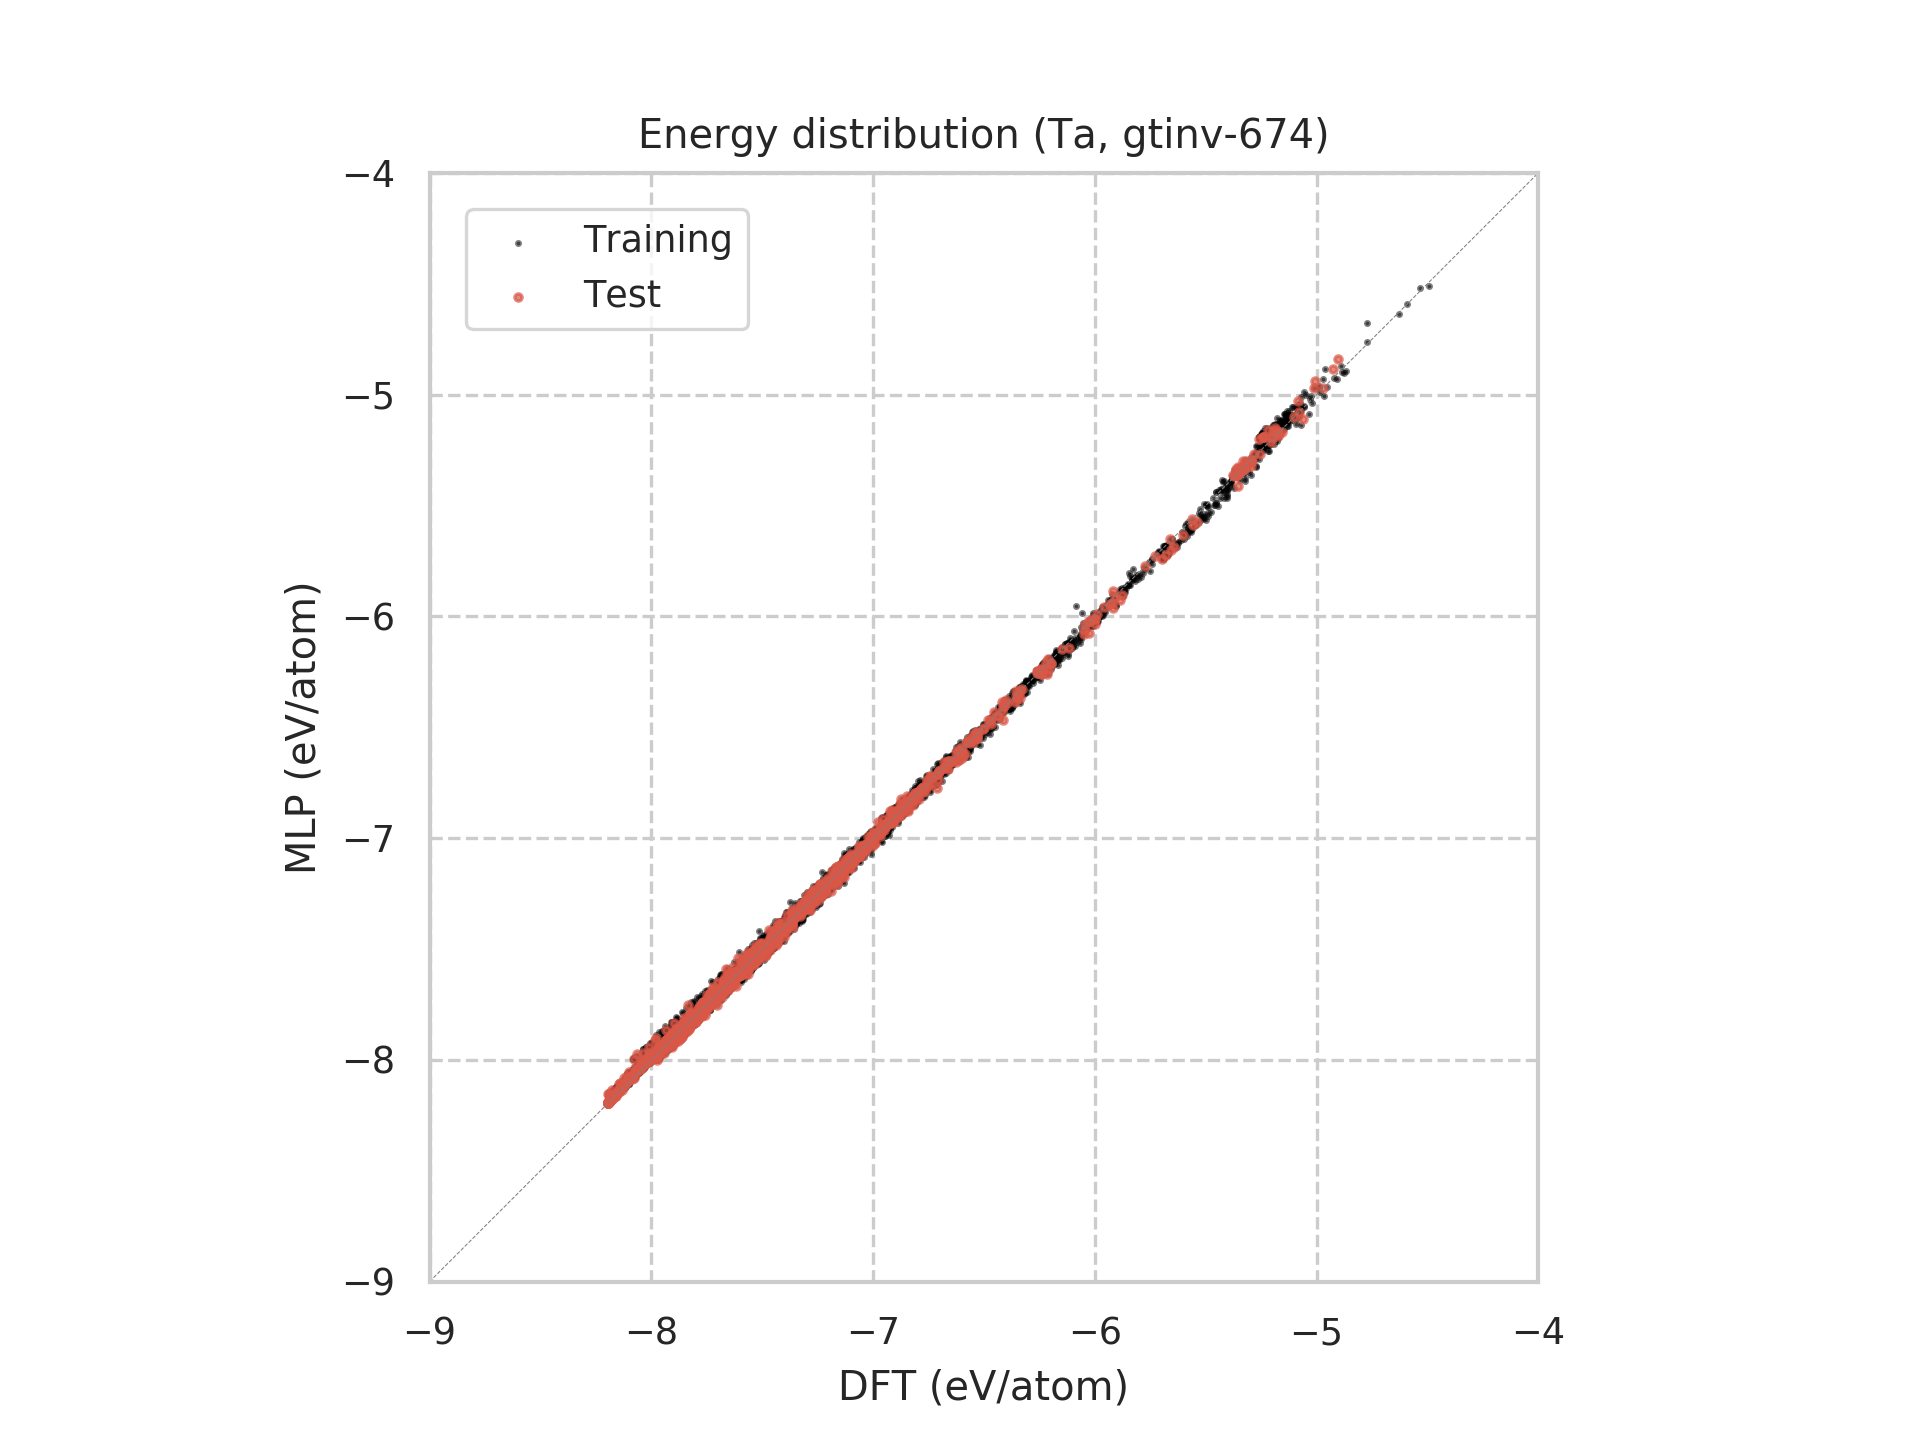 Energy distribution (Ta, gtinv-674)
Training
Test
MLP (eV/atom)
−4
−5
−6
−7
−8
−9
−9 −8 −7 −6 −5 −4
DFT (eV/atom)